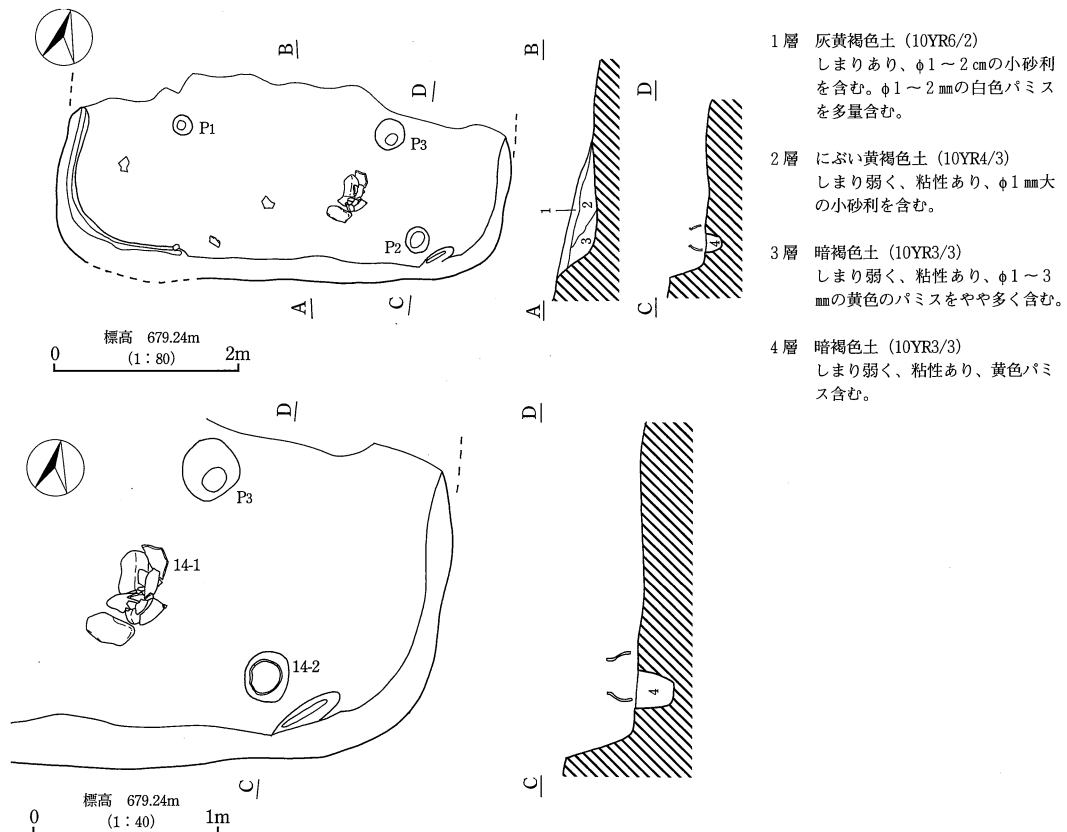 B
B
D
D
P1
P3
P2
1
2
3
4
A
C
A
C
標高 679.24m
(1：80)
0
2m
1層 灰黄褐色土（10YR6/2）
しまりあり、φ1～2㎝の小砂利
を含む。φ1～2㎜の白色パミス
を多量含む。
2層 にぶい黄褐色土（10YR4/3）
しまり弱く、粘性あり、φ1㎜大
の小砂利を含む。
3層 暗褐色土（10YR3/3）
しまり弱く、粘性あり、φ1～3
㎜の黄色のパミスをやや多く含む。
4層 暗褐色土（10YR3/3）
しまり弱く、粘性あり、黄色パミ
ス含む。
D
D
P3
14-1
14-2
4
C
C
標高 679.24m
(1：40)
0
1m